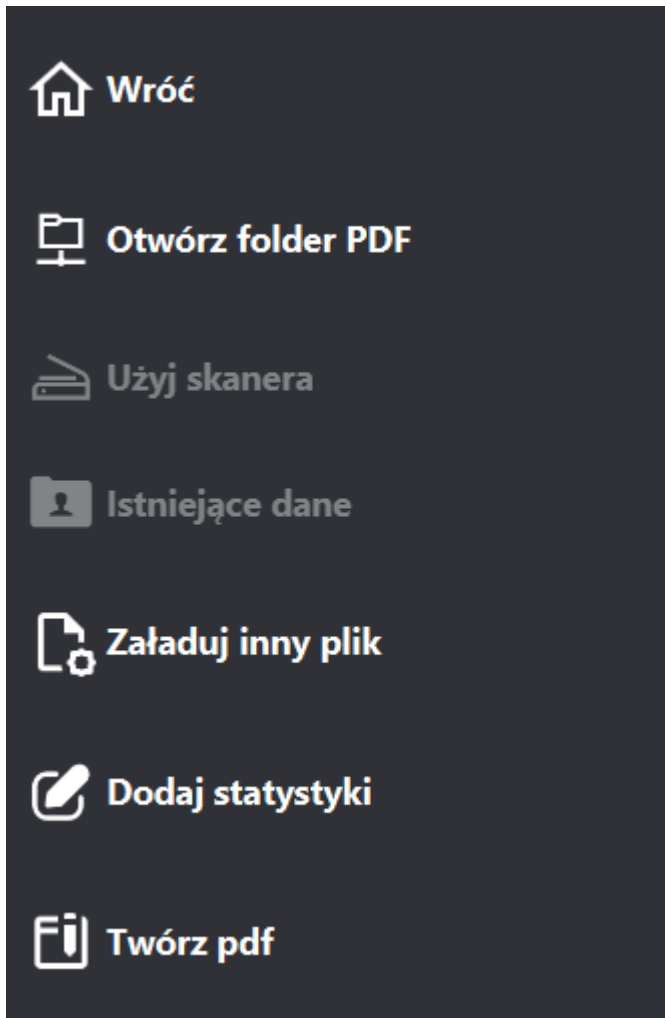 Wróć
Otwórz folder PDF
Użyj skanera
Istniejące dane
Załaduj inny plik
Dodaj statystyki
Twórz pdf